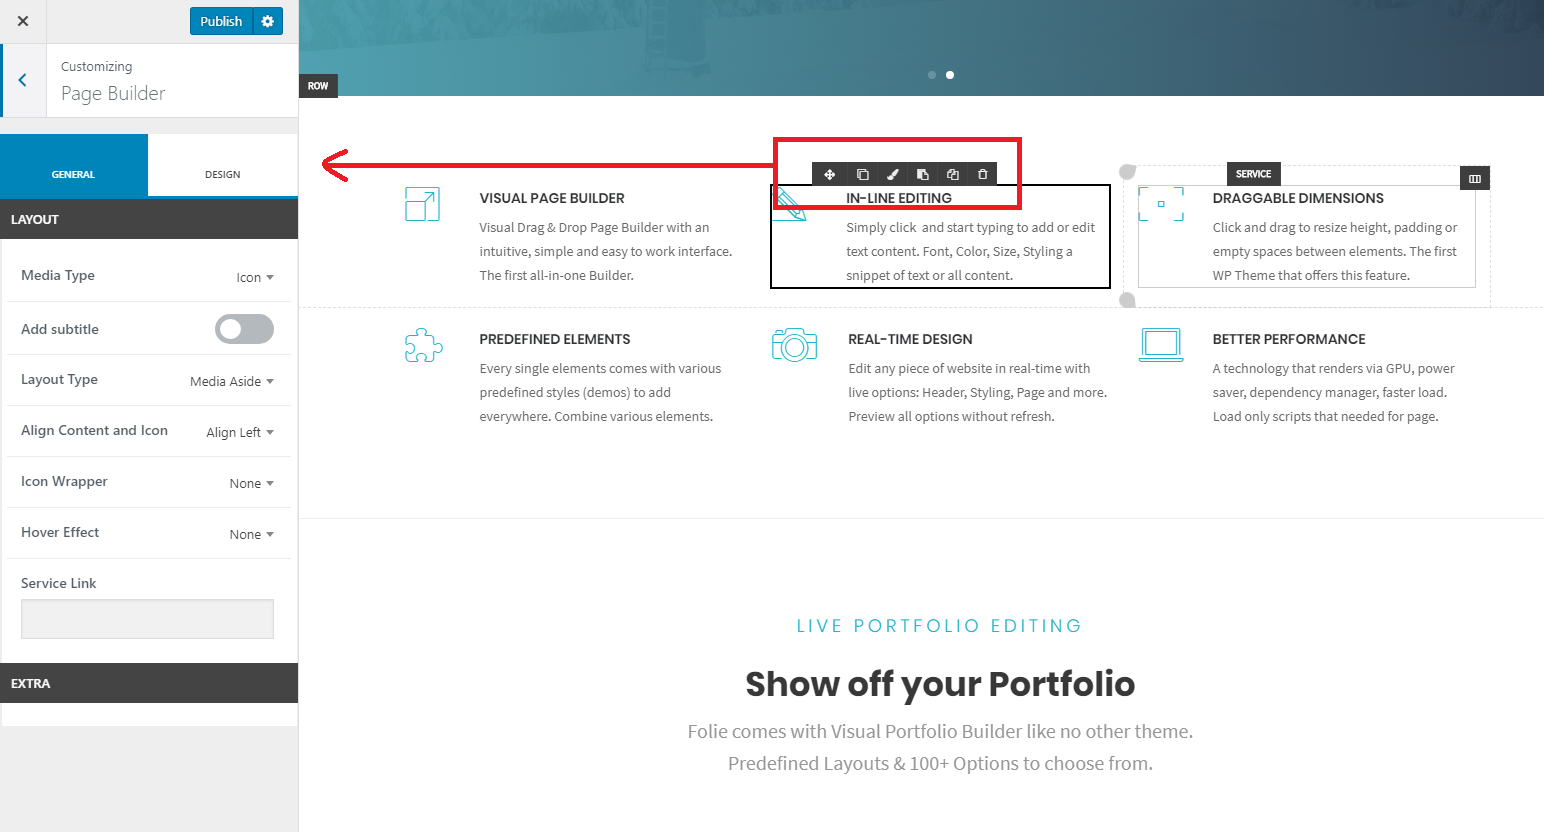 Publish
Customizing
Page Builder
GENERAL
DESIGN
LAYOUT
Media Type
Icon
Add subtitle
Layout Type
Media Aside
Align Content and Icon
Align Left
Icon Wrapper
None
Hover Effect
None
Service Link
EXTRA
ROW
VISUAL PAGE BUILDER
Visual Drag & Drop Page Builder with an
intuitive, simple and easy to work interface.
The first all-in-one Builder.
IN-LINE EDITING
Simply click and start typing to add or edit
text content. Font, Color, Size, Styling a
snippet of text or all content.
SERVICE
DRAGGABLE DIMENSIONS
Click and drag to resize height, padding or
empty spaces between elements. The first
WP Theme that offers this feature.
PREDEFINED ELEMENTS
Every single elements comes with various
predefined styles (demos) to add
everywhere. Combine various elements.
REAL-TIME DESIGN
Edit any piece of website in real-time with
live options: Header, Styling, Page and more.
Preview all options without refresh.
BETTER PERFORMANCE
A technology that renders via GPU, power
saver, dependency manager, faster load.
Load only scripts that needed for page.
LIVE PORTFOLIO EDITING
Show off your Portfolio
Folie comes with Visual Portfolio Builder like no other theme.
Predefined Layouts & 100+ Options to choose from.